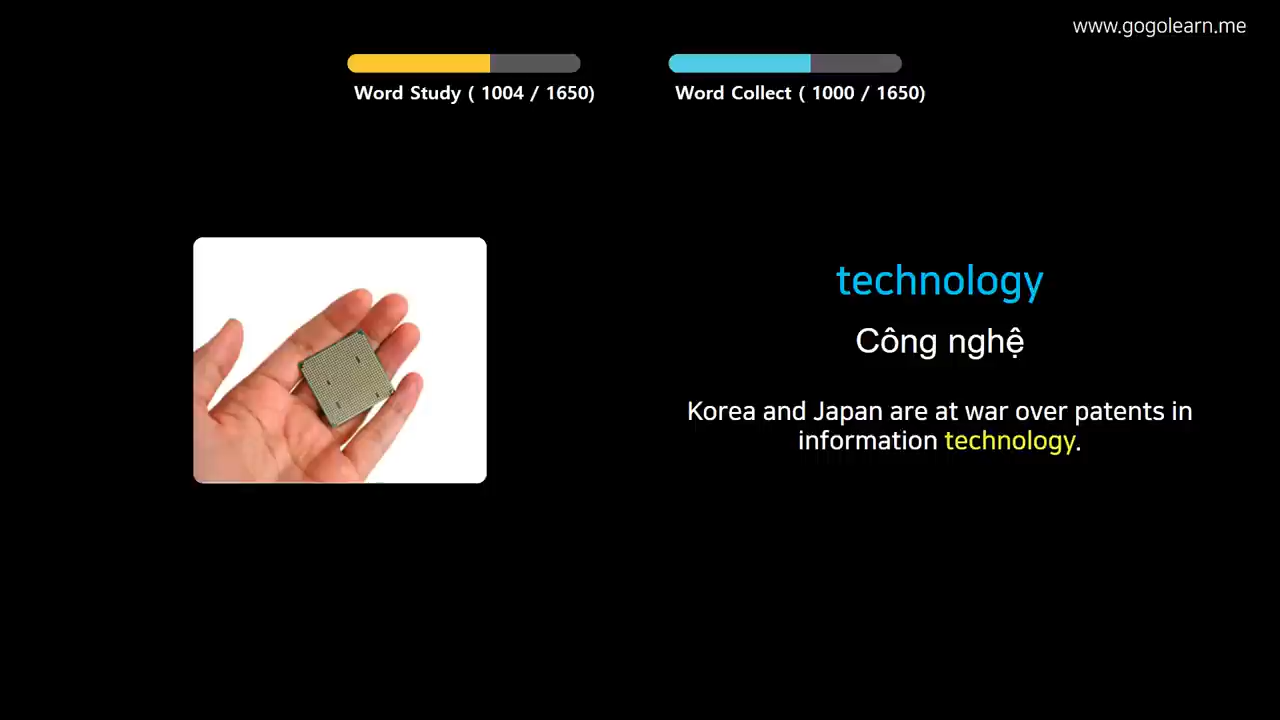 www.gogolearn.me
Word Study ( 1004 / 1650)
Word Collect ( 1000 / 1650)
technology
Công nghệ
Korea and Japan are at war over patents in
information technology.